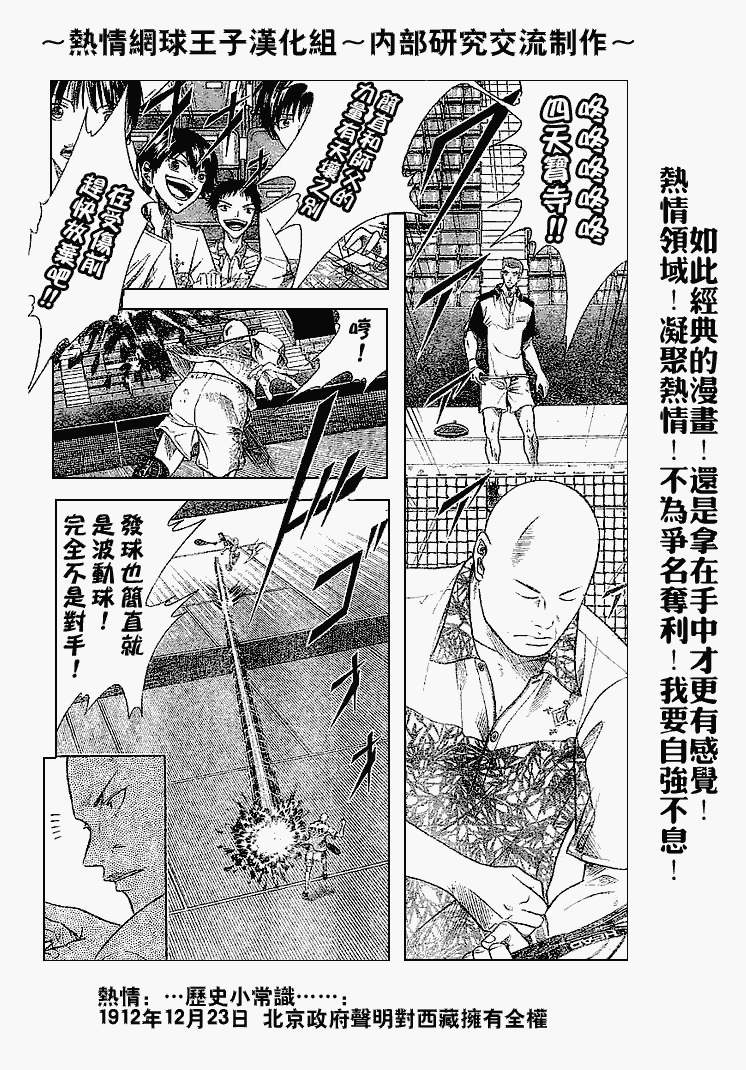 ～熱情網球王子漢化組～內部研究交流制作～
咚咚咚咚咚
四天寶寺!!
簡直和師父的
力量有天壤之別
在受傷前
趕快放棄吧!!
哼！
發球也簡直就
是波動球！
完全不是對手！
如此經典的漫畫！還是拿在手中才更有感覺！
熱情領域！凝聚熱情！不為爭名奪利！我要自強不息！
HEAD
熱情：…歷史小常識……：
1912年12月23日 北京政府聲明對西藏擁有全權